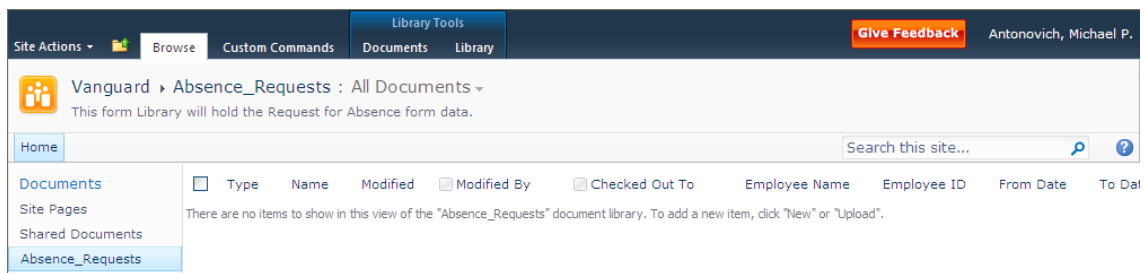 Library Tools
Site Actions Browse Custom Commands Documents Library Give Feedback Antonovich, Michael P.
Vanguard Absence_Requests : All Documents
This form Library will hold the Request for Absence form data.
Home Search this site...
Documents Type Name Modified Modified By Checked Out To Employee Name Employee ID From Date To Dat
Site Pages There are no items to show in this view of the "Absence_Requests" document library. To add a new item, click "New" or "Upload".
Shared Documents
Absence_Requests